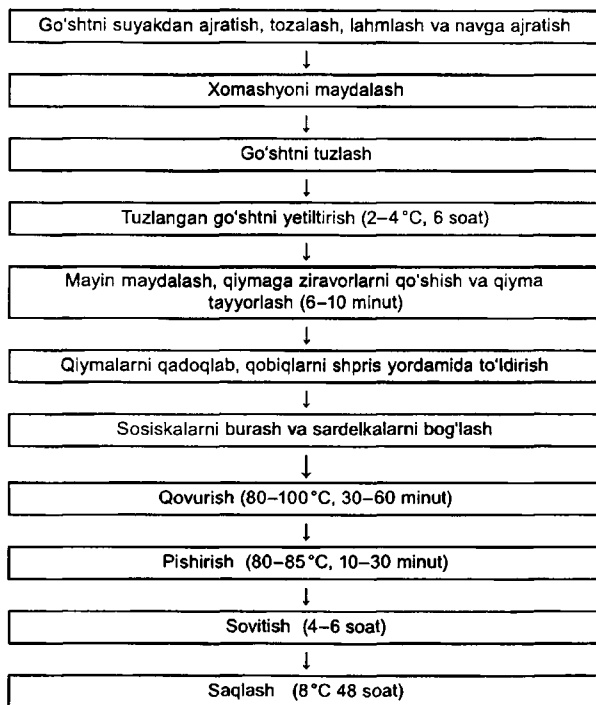 Go‘shtni suyakdan ajratish, tozalash, lahmlash va navga ajratish
↓
Xomashyoni maydalash
↓
Go‘shtni tuzlash
↓
Tuzlangan go‘shtni yetiltirish (2–4 °C, 6 soat)
↓
Mayin maydalash, qiymaga ziravorlarni qo‘shish va qiyma
tayyorlash (6–10 minut)
↓
Qiymalarni qadoqlab, qobiqlarni shpris yordamida to‘ldirish
↓
Sosiskalarni burash va sardelkalarni bog'lash
↓
Qovurish (80–100 °C, 30–60 minut)
↓
Pishirish (80–85 °C, 10–30 minut)
↓
Sovitish (4–6 soat)
↓
Saqlash (8 °C 48 soat)